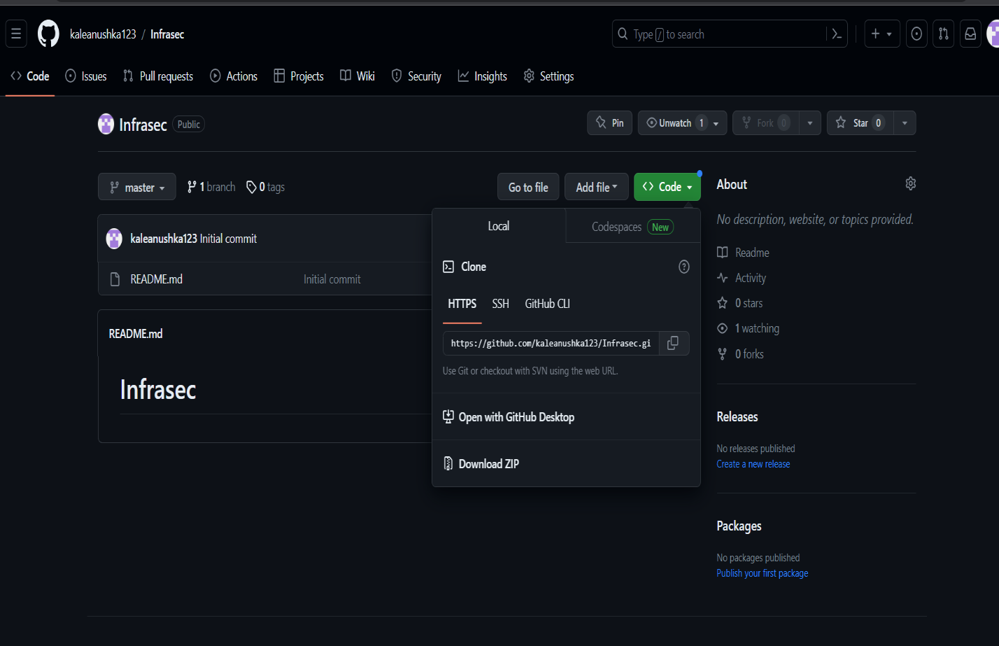 kaleanushka123 / Infrasec
Type / to search
Code Issues Pull requests Actions Projects Wiki Security Insights Settings
Infrasec Public
Pin Unwatch 1 Fork 0 Star 0
master 1 branch 0 tags
Go to file Add file Code
kaleanushka123 Initial commit
README.md Initial commit
README.md
Infrasec
Local Codespaces New
Clone
HTTPS SSH GitHub CLI
https://github.com/kaleanushka123/Infrasec.gi
Use Git or checkout with SVN using the web URL.
Open with GitHub Desktop
Download ZIP
About
No description, website, or topics provided.
Readme
Activity
0 stars
1 watching
0 forks
Releases
No releases published
Create a new release
Packages
No packages published
Publish your first package